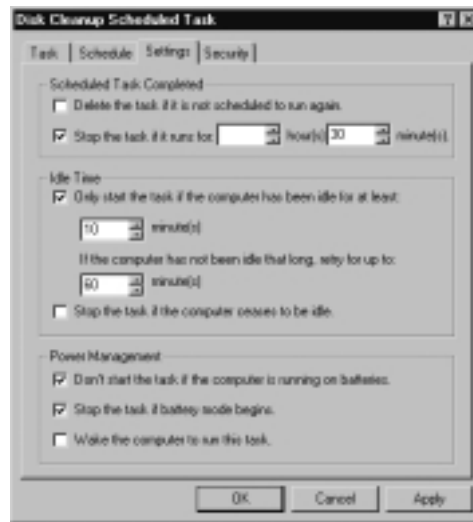 Disk Cleanup Scheduled Task
Task Schedule Settings Security
Scheduled Task Completed
Delete the task if it is not scheduled to run again.
Stop the task if it runs for: hour(s) 30 minute(s).
Idle Time
Only start the task if the computer has been idle for at least:
10 minute(s)
If the computer has not been idle that long, retry for up to:
60 minute(s)
Stop the task if the computer ceases to be idle.
Power Management
Don't start the task if the computer is running on batteries.
Stop the task if battery mode begins.
Wake the computer to run this task.
OK Cancel Apply